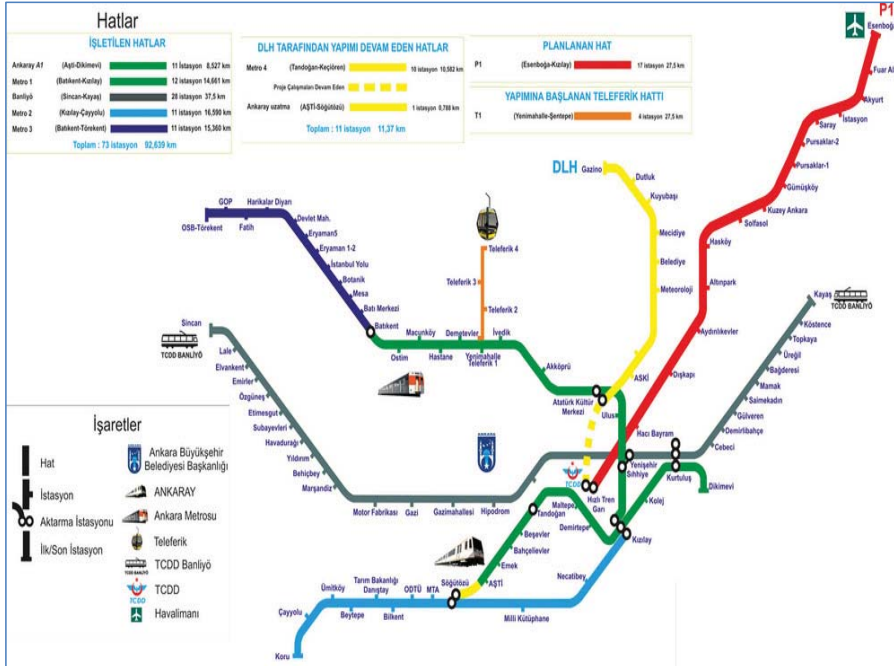 P1
Hatlar
İŞLETİLEN HATLAR
Ankaray A1 (Aşti-Dikimevi) 11 İstasyon 8,527 km
Metro 1 (Batıkent-Kızılay) 12 istasyon 14,661 km
Banliyö (Sincan-Kayaş) 28 istasyon 37,5 km
Metro 2 (Kızılay-Çayyolu) 11 istasyon 16,590 km
Metro 3 (Batıkent-Törekent) 11 istasyon 15,360 km
Toplam : 73 istasyon 92,639 km
DLH TARAFINDAN YAPIMI DEVAM EDEN HATLAR
Metro 4 (Tandoğan-Keçiören) 10 istasyon 10,582 km
Proje Çalışmaları Devam Eden
Ankaray uzatma (AŞTİ-Söğütözü) 1 istasyon 0,788 km
Toplam : 11 istasyon 11,37 km
PLANLANAN HAT
P1 (Esenboğa-Kızılay) 17 istasyon 27,5 km
YAPIMINA BAŞLANAN TELEFERİK HATTI
T1 (Yenimahalle-Şentepe) 4 istasyon 27,5 km
Esenboğa
Fuar Al
Akyurt
İstasyon
Saray
Pursaklar-2
Pursaklar-1
Gümüşköy
Kuzey Ankara
Solfasol
Hasköy
Altınpark
Aydınlıkevler
Dışkapı
Hacı Bayram
DLH
Gazino
Dutluk
Kuyubaşı
Mecidiye
Belediye
Meteoroloji
ASKİ
Teleferik 4
Teleferik 3
Teleferik 2
Teleferik 1
OSB-Törekent
GOP
Fatih
Harikalar Diyarı
Devlet Mah.
Eryaman5
Eryaman 1-2
İstanbul Yolu
Botanik
Mesa
Batı Merkezi
Batıkent
Ostim
Macunköy
Hastane
Demetevler
Yenimahalle
İvedik
Akköprü
Atatürk Kültür
Merkezi
Ulus
Yenişehir
Sıhhiye
Kızılay
Sincan
TCDD BANLİYÖ
Lale
Elvankent
Emirler
Özgüneş
Etimesgut
Subayevleri
Havadurağı
Yıldırım
Behiçbey
Marşandiz
Motor Fabrikası
Gazi
Gazimahallesi
Hipodrom
TCDD
Hızlı Tren
Garı
Kurtuluş
Cebeci
Demirlibahçe
Gülveren
Saimekadın
Mamak
Bağderesi
Üreğil
Topkaya
Köstence
Kayaş
TCDD BANLİYÖ
Dikimevi
Kolej
Demirtepe
Maltepe
Tandoğan
Beşevler
Bahçelievler
Emek
AŞTİ
Söğütözü
Necatibey
Milli Kütüphane
MTA
ODTÜ
Bilkent
Tarım Bakanlığı
Danıştay
Beytepe
Ümitköy
Çayyolu
Koru
İşaretler
Hat
İstasyon
Aktarma İstasyonu
İlk/Son İstasyon
Ankara Büyükşehir
Belediyesi Başkanlığı
ANKARAY
Ankara Metrosu
Teleferik
TCDD BANLİYÖ
TCDD Banliyö
TCDD
TCDD
Havalimanı